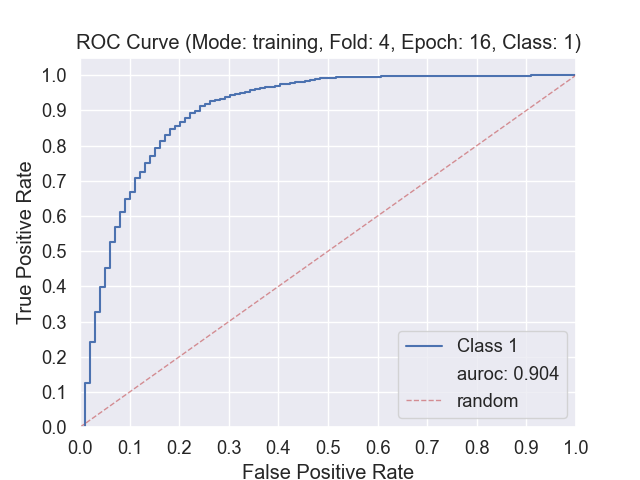 ROC Curve (Mode: training, Fold: 4, Epoch: 16, Class: 1)
True Positive Rate
1.0
0.9
0.8
0.7
0.6
0.5
0.4
0.3
0.2
0.1
0.0
Class 1
auroc: 0.904
random
0.0 0.1 0.2 0.3 0.4 0.5 0.6 0.7 0.8 0.9 1.0
False Positive Rate